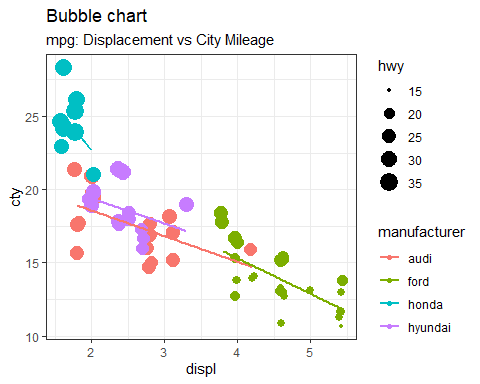 Bubble chart
mpg: Displacement vs City Mileage
cty
25
20
15
10
2
3
4
5
displ
hwy
15
20
25
30
35
manufacturer
audi
ford
honda
hyundai